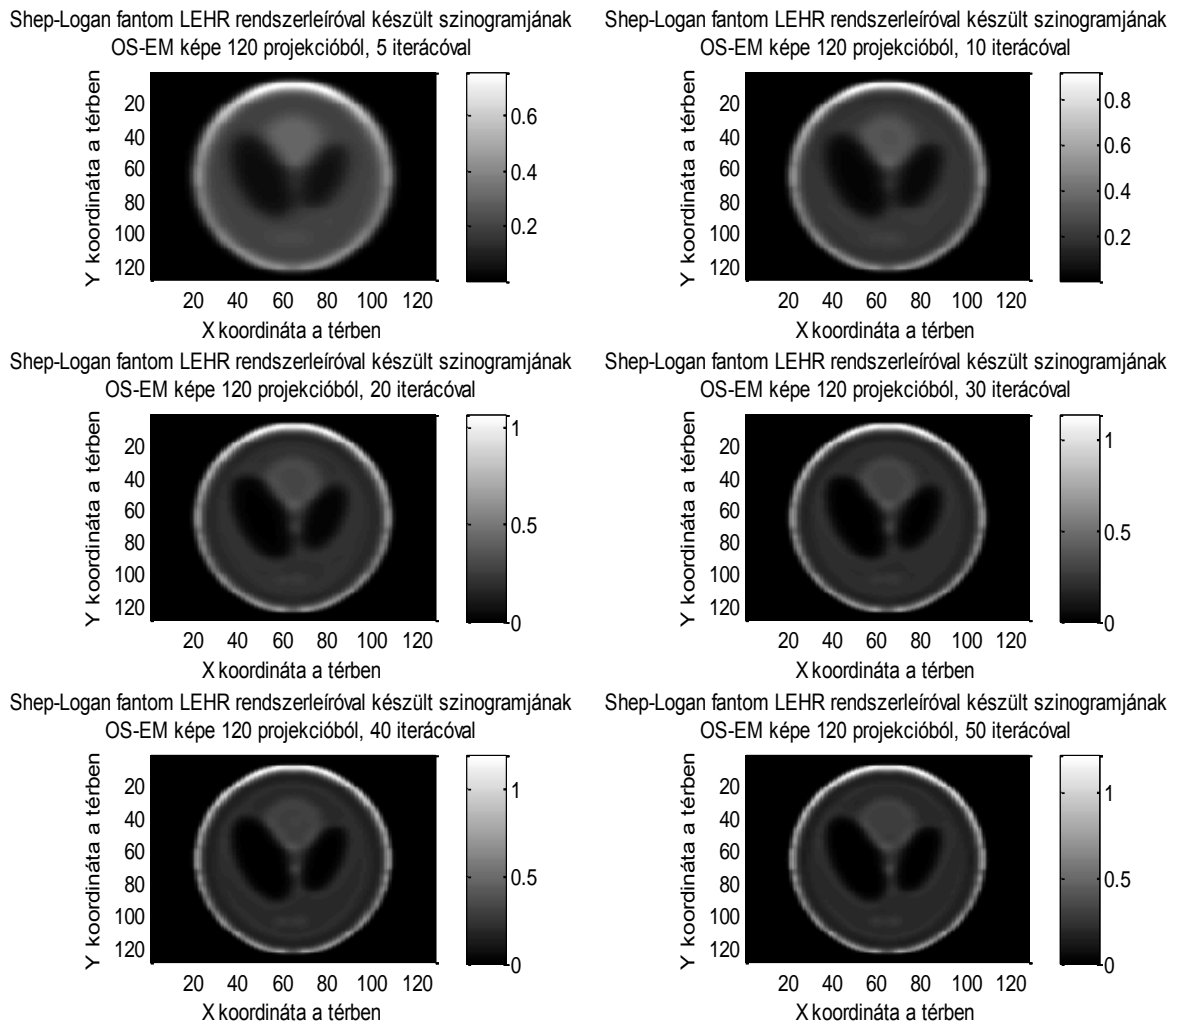 Shep-Logan fantom LEHR rendszerleíróval készült szinogramjának
OS-EM képe 120 projekcióból, 5 iterácóval
20
40
60
80
100
120
Y koordináta a térben
20 40 60 80 100 120
X koordináta a térben
0.6
0.4
0.2
Shep-Logan fantom LEHR rendszerleíróval készült szinogramjának
OS-EM képe 120 projekcióból, 10 iterácóval
20
40
60
80
100
120
Y koordináta a térben
20 40 60 80 100 120
X koordináta a térben
0.8
0.6
0.4
0.2
Shep-Logan fantom LEHR rendszerleíróval készült szinogramjának
OS-EM képe 120 projekcióból, 20 iterácóval
20
40
60
80
100
120
Y koordináta a térben
20 40 60 80 100 120
X koordináta a térben
1
0.5
0
Shep-Logan fantom LEHR rendszerleíróval készült szinogramjának
OS-EM képe 120 projekcióból, 30 iterácóval
20
40
60
80
100
120
Y koordináta a térben
20 40 60 80 100 120
X koordináta a térben
1
0.5
0
Shep-Logan fantom LEHR rendszerleíróval készült szinogramjának
OS-EM képe 120 projekcióból, 40 iterácóval
20
40
60
80
100
120
Y koordináta a térben
20 40 60 80 100 120
X koordináta a térben
1
0.5
0
Shep-Logan fantom LEHR rendszerleíróval készült szinogramjának
OS-EM képe 120 projekcióból, 50 iterácóval
20
40
60
80
100
120
Y koordináta a térben
20 40 60 80 100 120
X koordináta a térben
1
0.5
0